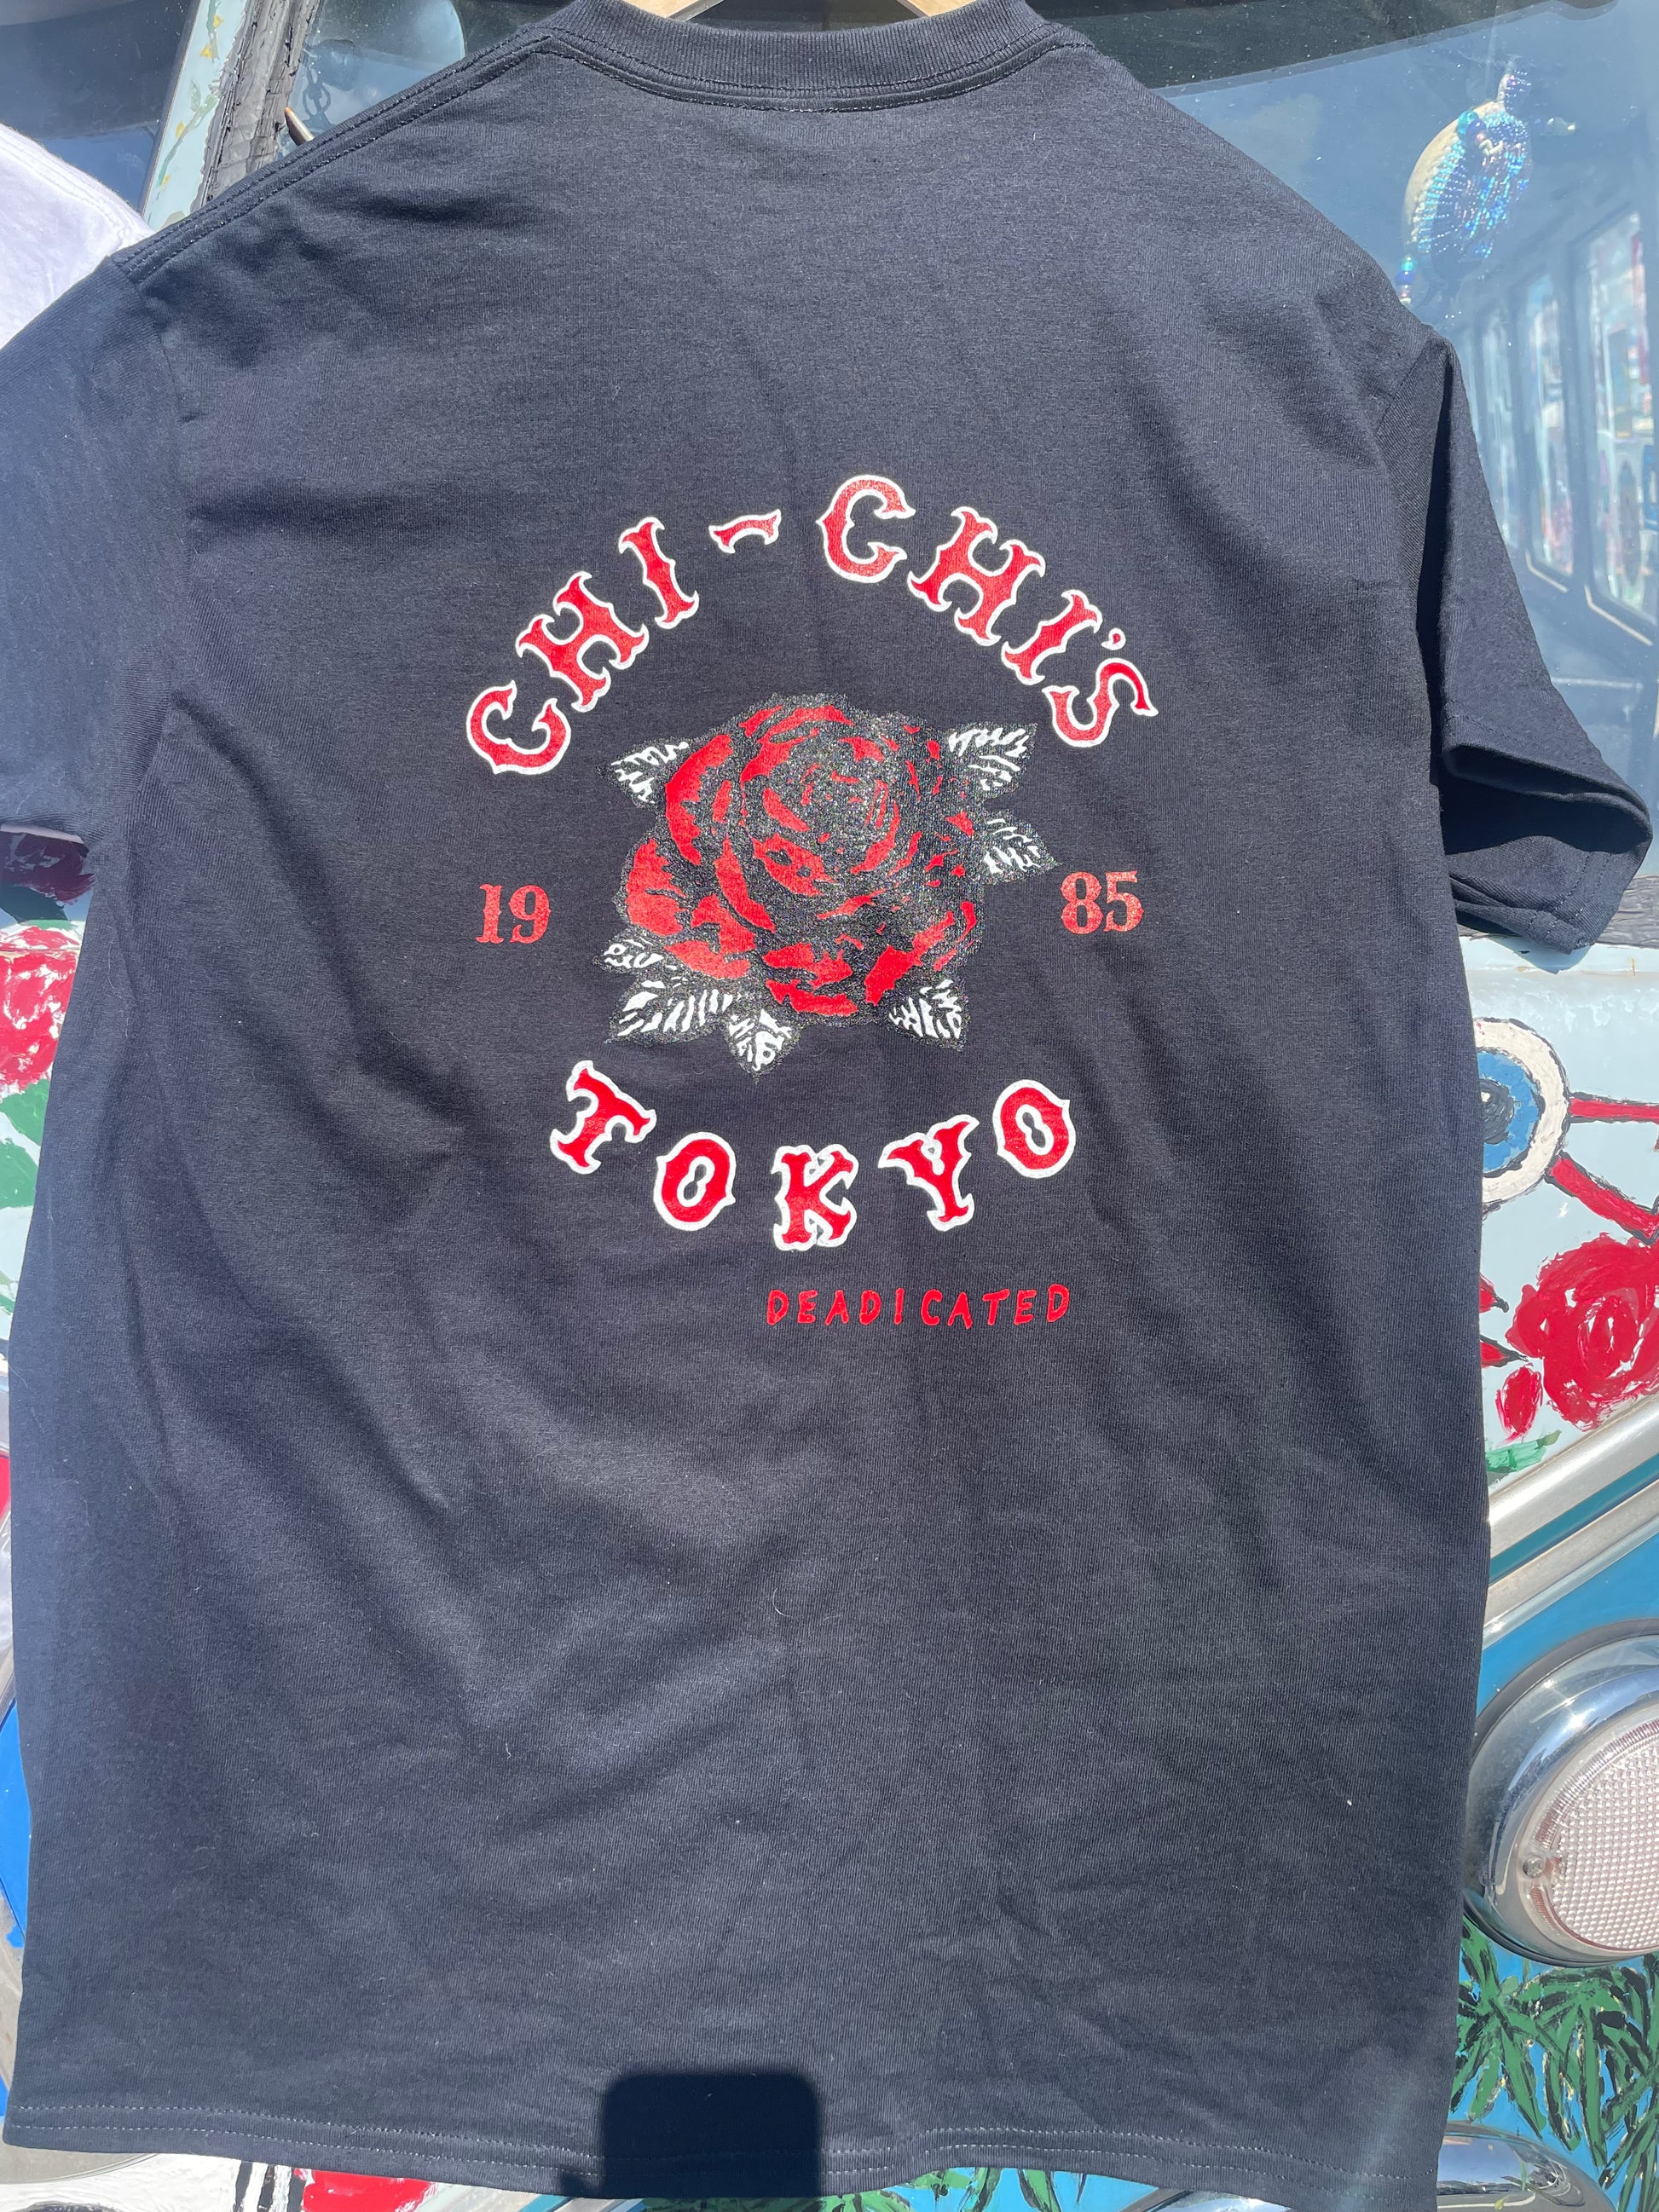 CHI-CHI'S
19 85
TOKYO
DEADICATED